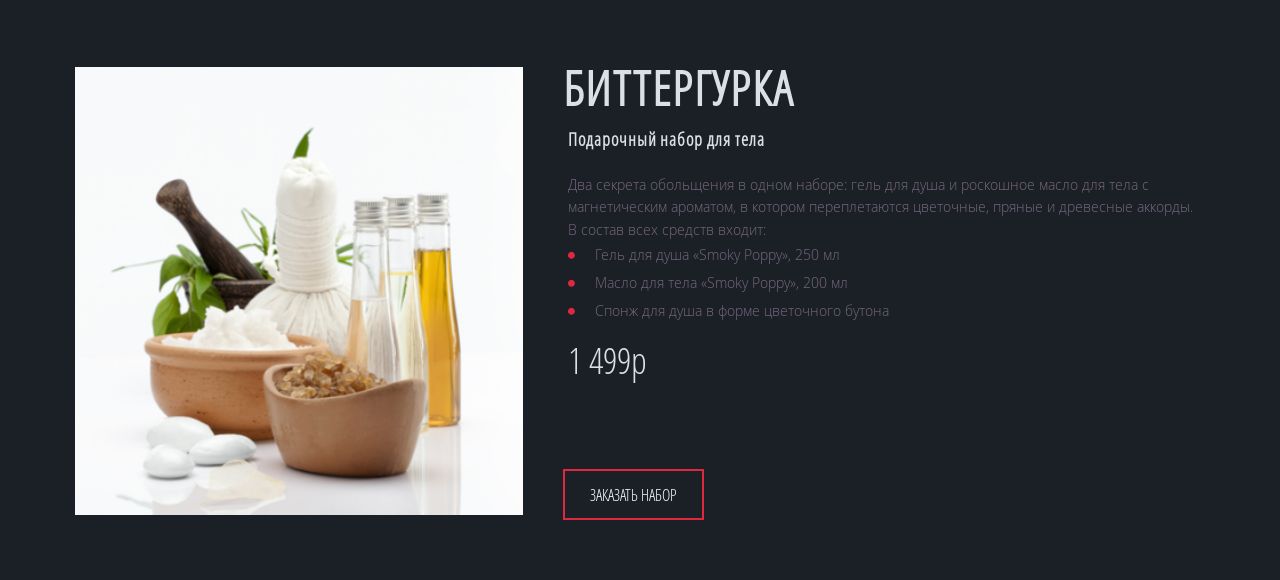 БИТТЕРГУРКА
Подарочный набор для тела
Два секрета обольщения в одном наборе: гель для душа и роскошное масло для тела с
магнетическим ароматом, в котором переплетаются цветочные, пряные и древесные аккорды.
В состав всех средств входит:
Гель для душа «Smoky Poppy», 250 мл
Масло для тела «Smoky Poppy», 200 мл
Спонж для душа в форме цветочного бутона
1 499р
ЗАКАЗАТЬ НАБОР